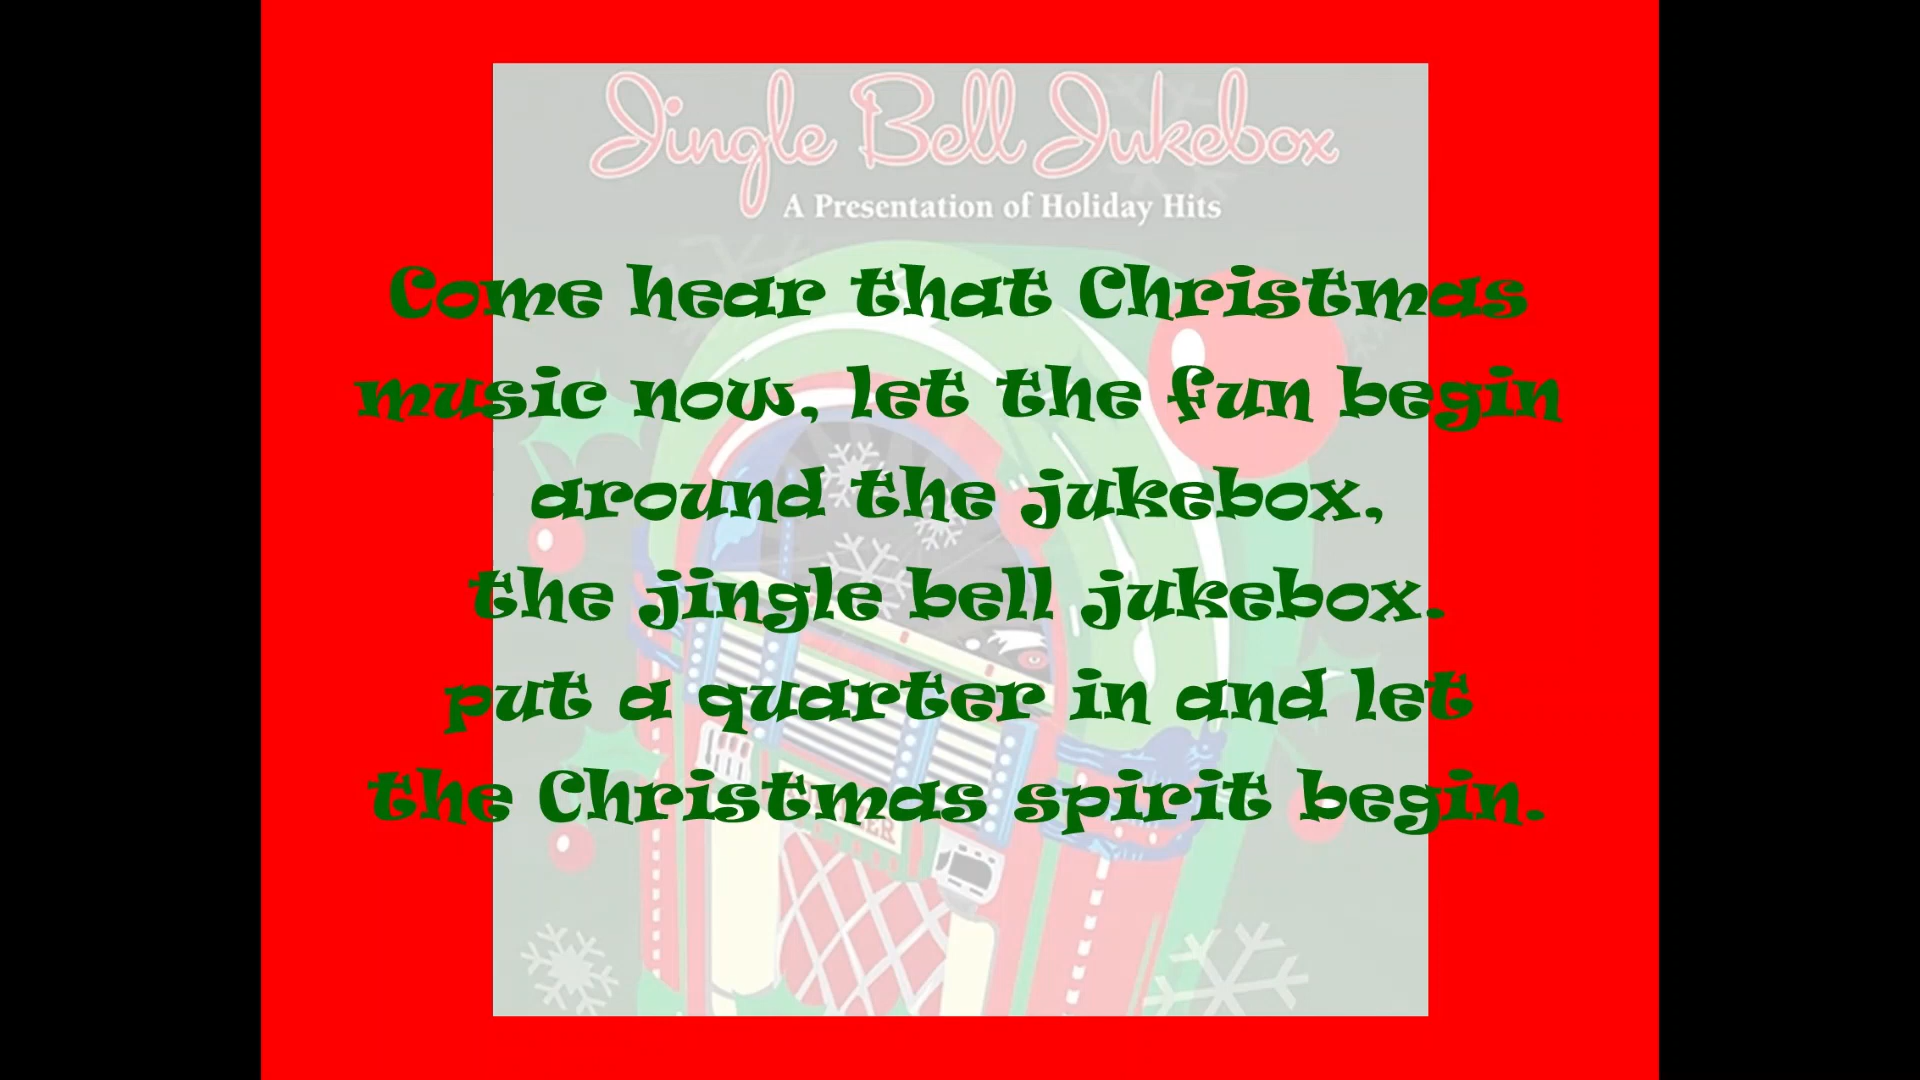 Jingle Bell Jukebox
A Presentation of Holiday Hits
Come hear that Christmas
music now, let the fun begin
around the jukebox,
the jingle bell jukebox.
put a quarter in and let
the Christmas spirit begin.